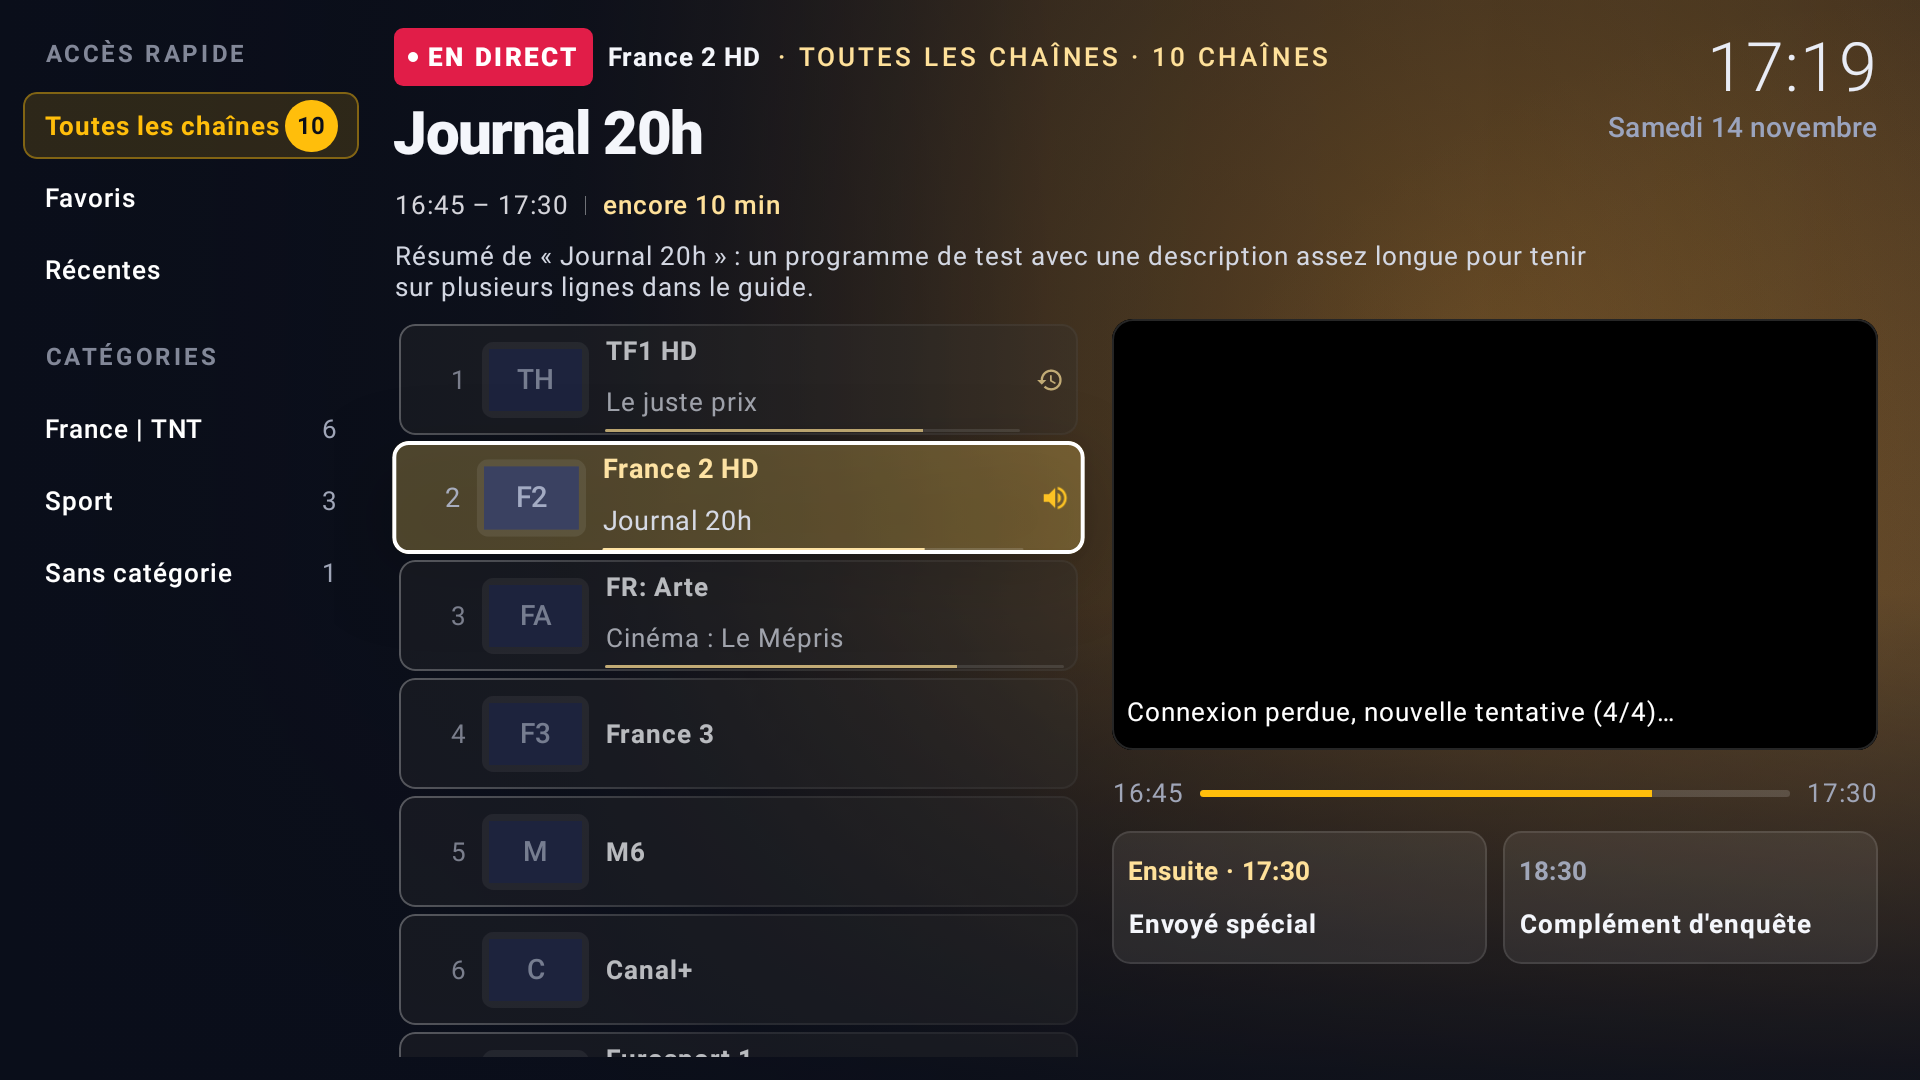 ACCÈS RAPIDE
Toutes les chaînes 10
Favoris
Récentes
CATÉGORIES
France | TNT 6
Sport 3
Sans catégorie 1
• EN DIRECT France 2 HD · TOUTES LES CHAÎNES · 10 CHAÎNES
Journal 20h
16:45 – 17:30 | encore 10 min
Résumé de « Journal 20h » : un programme de test avec une description assez longue pour tenir
sur plusieurs lignes dans le guide.
17:19
Samedi 14 novembre
1 TH TF1 HD
Le juste prix
2 F2 France 2 HD
Journal 20h
3 FA FR: Arte
Cinéma : Le Mépris
4 F3 France 3
5 M M6
6 C Canal+
Eurosport 1
Connexion perdue, nouvelle tentative (4/4)…
16:45 17:30
Ensuite · 17:30
Envoyé spécial
18:30
Complément d'enquête